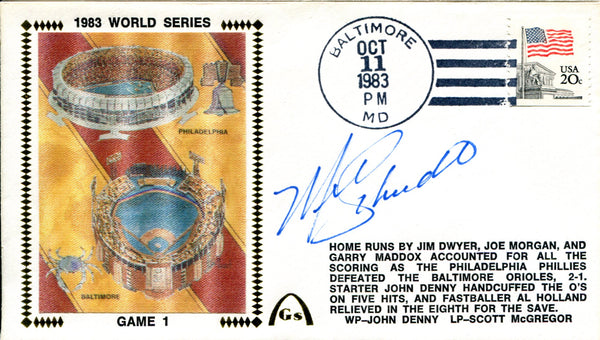 1983 WORLD SERIES
PHILADELPHIA
BALTIMORE
GAME 1
BALTIMORE
OCT
11
1983
PM
MD
USA
20c
Gs
HOME RUNS BY JIM DWYER, JOE MORGAN, AND
GARRY MADDOX ACCOUNTED FOR ALL THE
SCORING AS THE PHILADELPHIA PHILLIES
DEFEATED THE BALTIMORE ORIOLES, 2-1.
STARTER JOHN DENNY HANDCUFFED THE O'S
ON FIVE HITS, AND FASTBALLER AL HOLLAND
RELIEVED IN THE EIGHTH FOR THE SAVE.
WP–JOHN DENNY LP–SCOTT McGREGOR